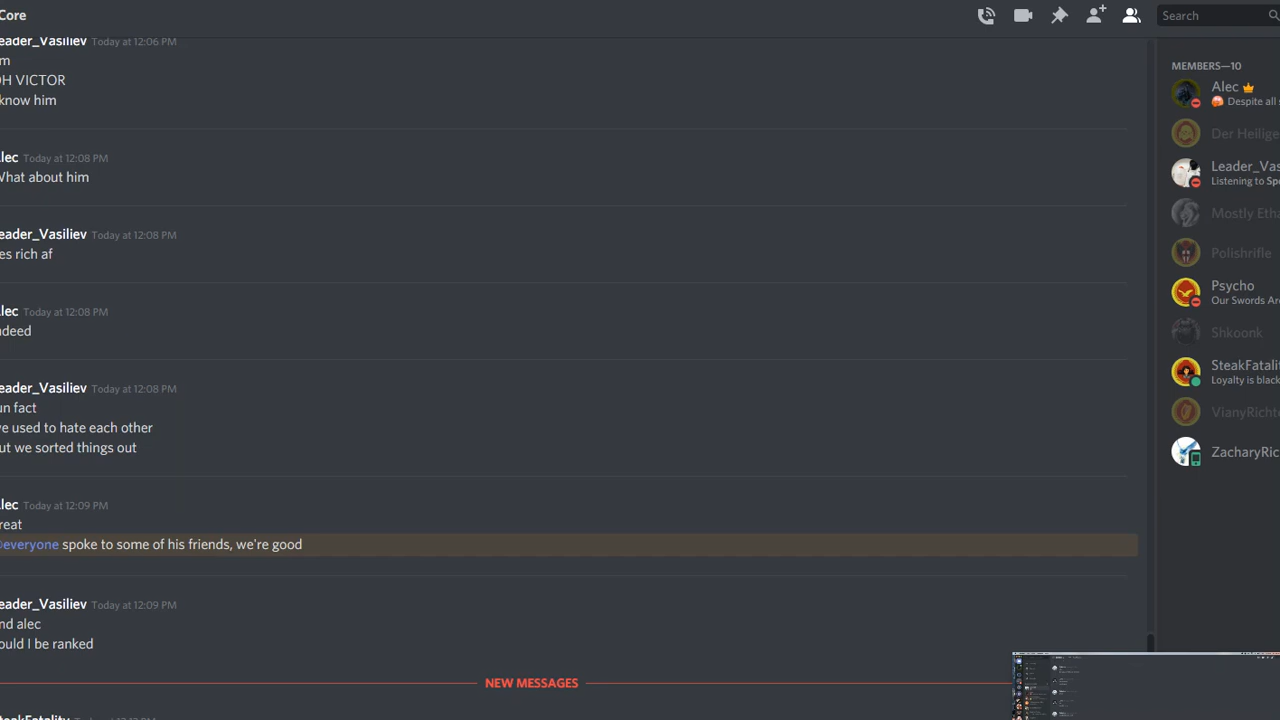 Core
Search
eader_Vasiliev Today at 12:06 PM
m
OH VICTOR
know him
MEMBERS—10
Alec
Despite all s
Der Heilige
lec Today at 12:08 PM
What about him
Leader_Vas
Listening to Spo
Mostly Etha
eader_Vasiliev Today at 12:08 PM
es rich af
Polishrifle
Psycho
Our Swords Are
lec Today at 12:08 PM
ndeed
Shkoonk
SteakFatalit
Loyalty is black
eader_Vasiliev Today at 12:08 PM
un fact
ve used to hate each other
ut we sorted things out
VianyRichte
ZacharyRic
lec Today at 12:09 PM
reat
@everyone spoke to some of his friends, we're good
eader_Vasiliev Today at 12:09 PM
nd alec
ould I be ranked
NEW MESSAGES